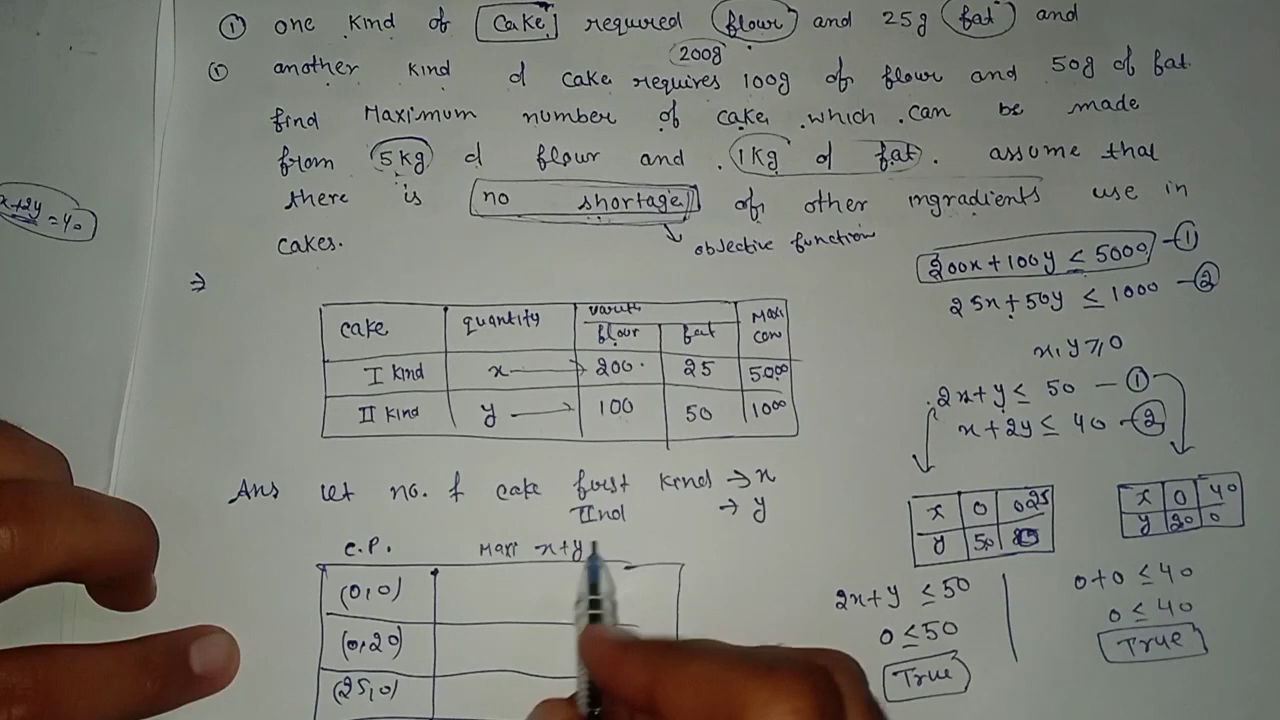 ① one kind of cake required flour and 25g fat and
200g
① another kind of cake requires 100g of flour and 50g of fat
find Maximum number of cake which can be made
from 5kg of flour and 1kg of fat. assume that
there is no shortage of other ingradients use in
cakes.
objective function
x+2y = 40
⇒
200x+100y ≤ 5000 - ①
25x+50y ≤ 1000 - ②
x,y ≥ 0
2x+y ≤ 50 - ①
x+2y ≤ 40 - ②
cake quantity flour fat Maxi
con
I kind x → 200 25 5000
II kind y → 100 50 1000
Ans let no. of cake first kind → x
IInd → y
x 0 25
y 50
x 0 40
y 20 0
C.P. Maxi x+y
(0,0)
(0,20)
(25,0)
2x+y ≤ 50
0 ≤ 50
True
0+0 ≤ 40
0 ≤ 40
True